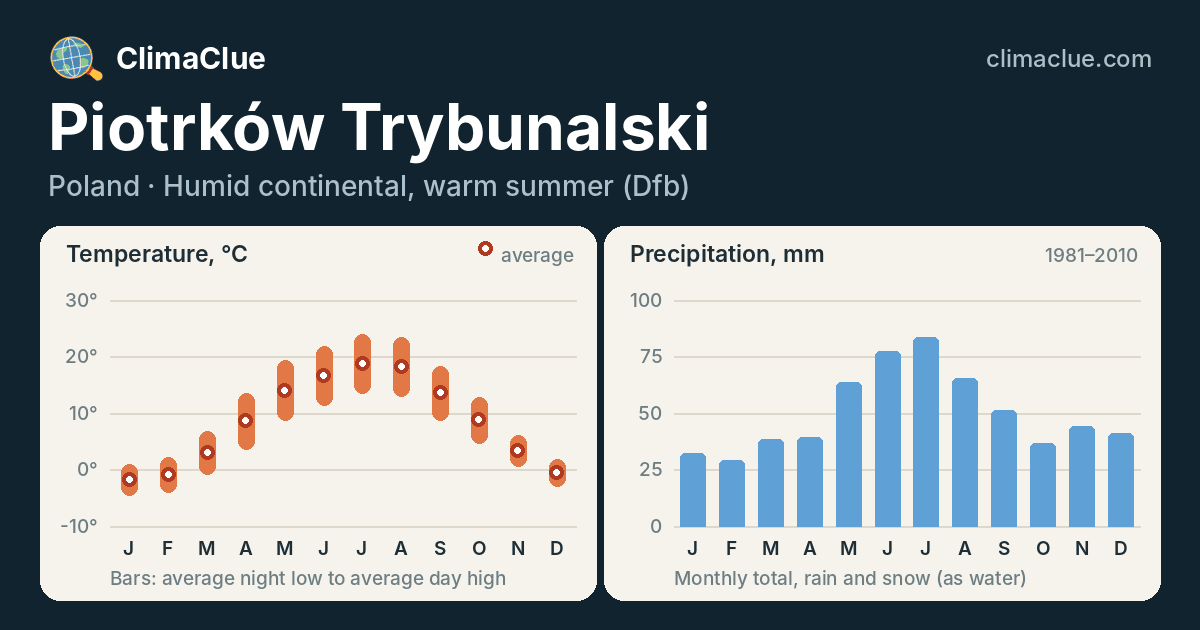 ClimaClue
climaclue.com
Piotrków Trybunalski
Poland · Humid continental, warm summer (Dfb)
Temperature, °C
average
30°
20°
10°
0°
-10°
J F M A M J J A S O N D
Bars: average night low to average day high
Precipitation, mm
1981–2010
100
75
50
25
0
J F M A M J J A S O N D
Monthly total, rain and snow (as water)